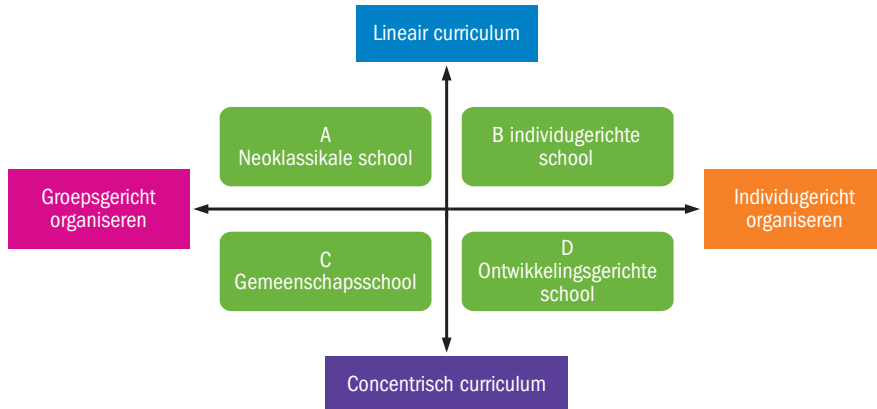 Lineair curriculum
A
Neoklassikale school
B individugerichte
school
Groepsgericht
organiseren
Individugericht
organiseren
C
Gemeenschapsschool
D
Ontwikkelingsgerichte
school
Concentrisch curriculum